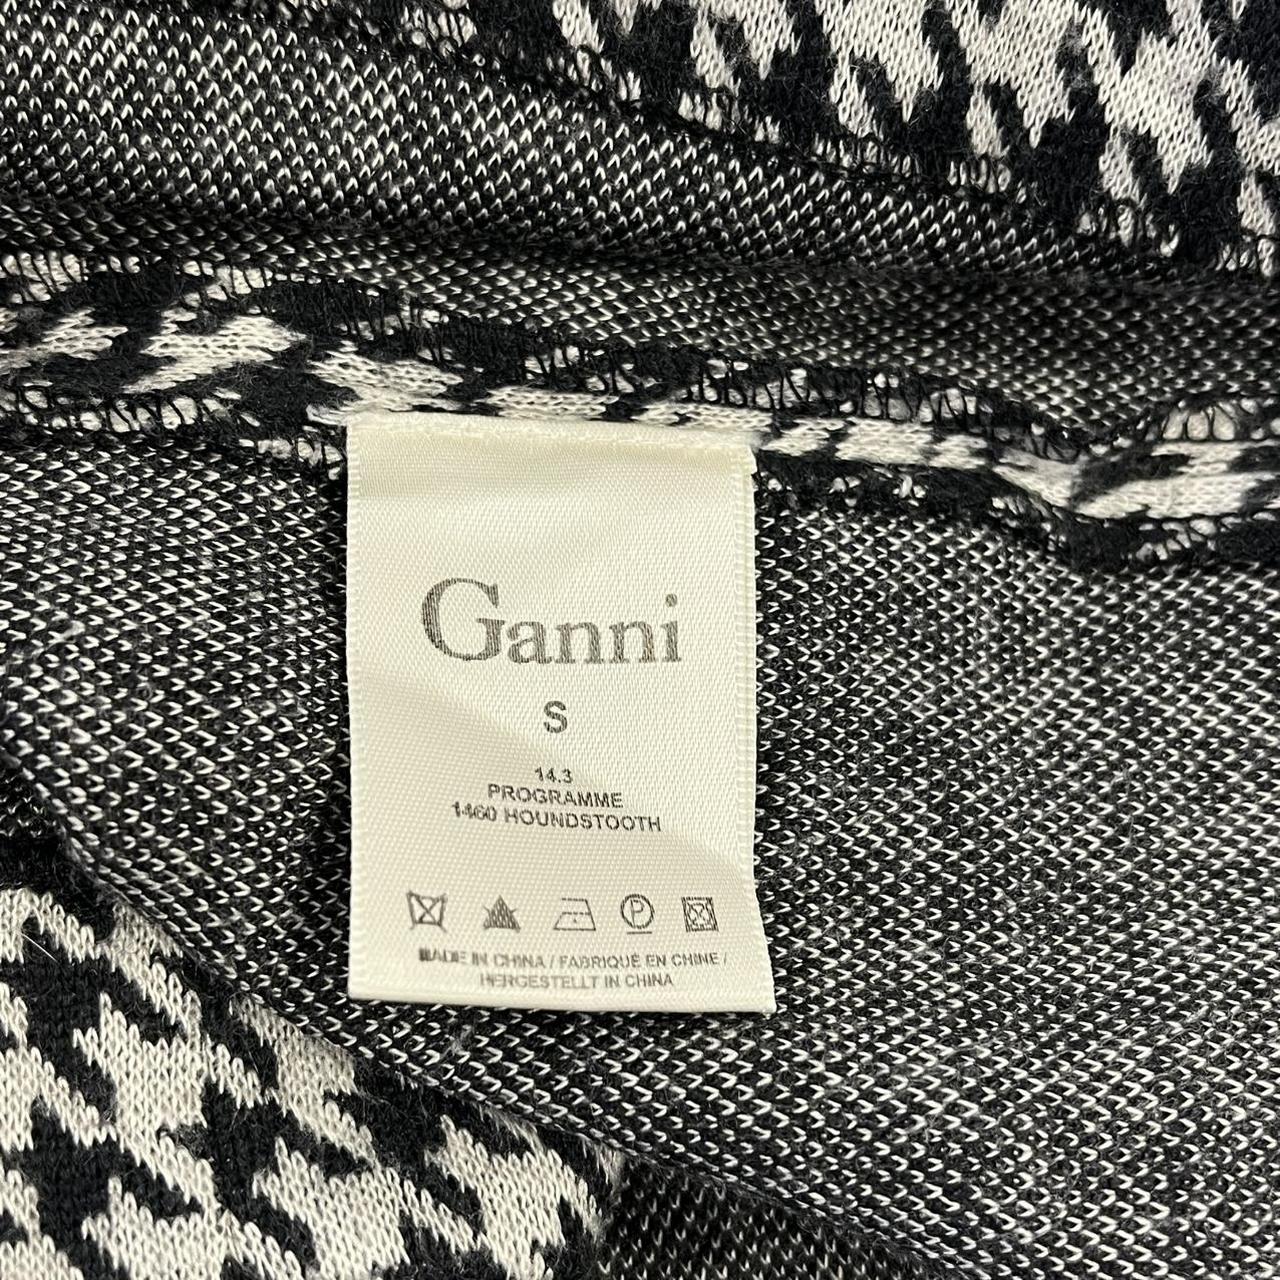 Ganni
S
14.3
PROGRAMME
1460 HOUNDSTOOTH
P
MADE IN CHINA / FABRIQUÉ EN CHINE /
HERGESTELLT IN CHINA